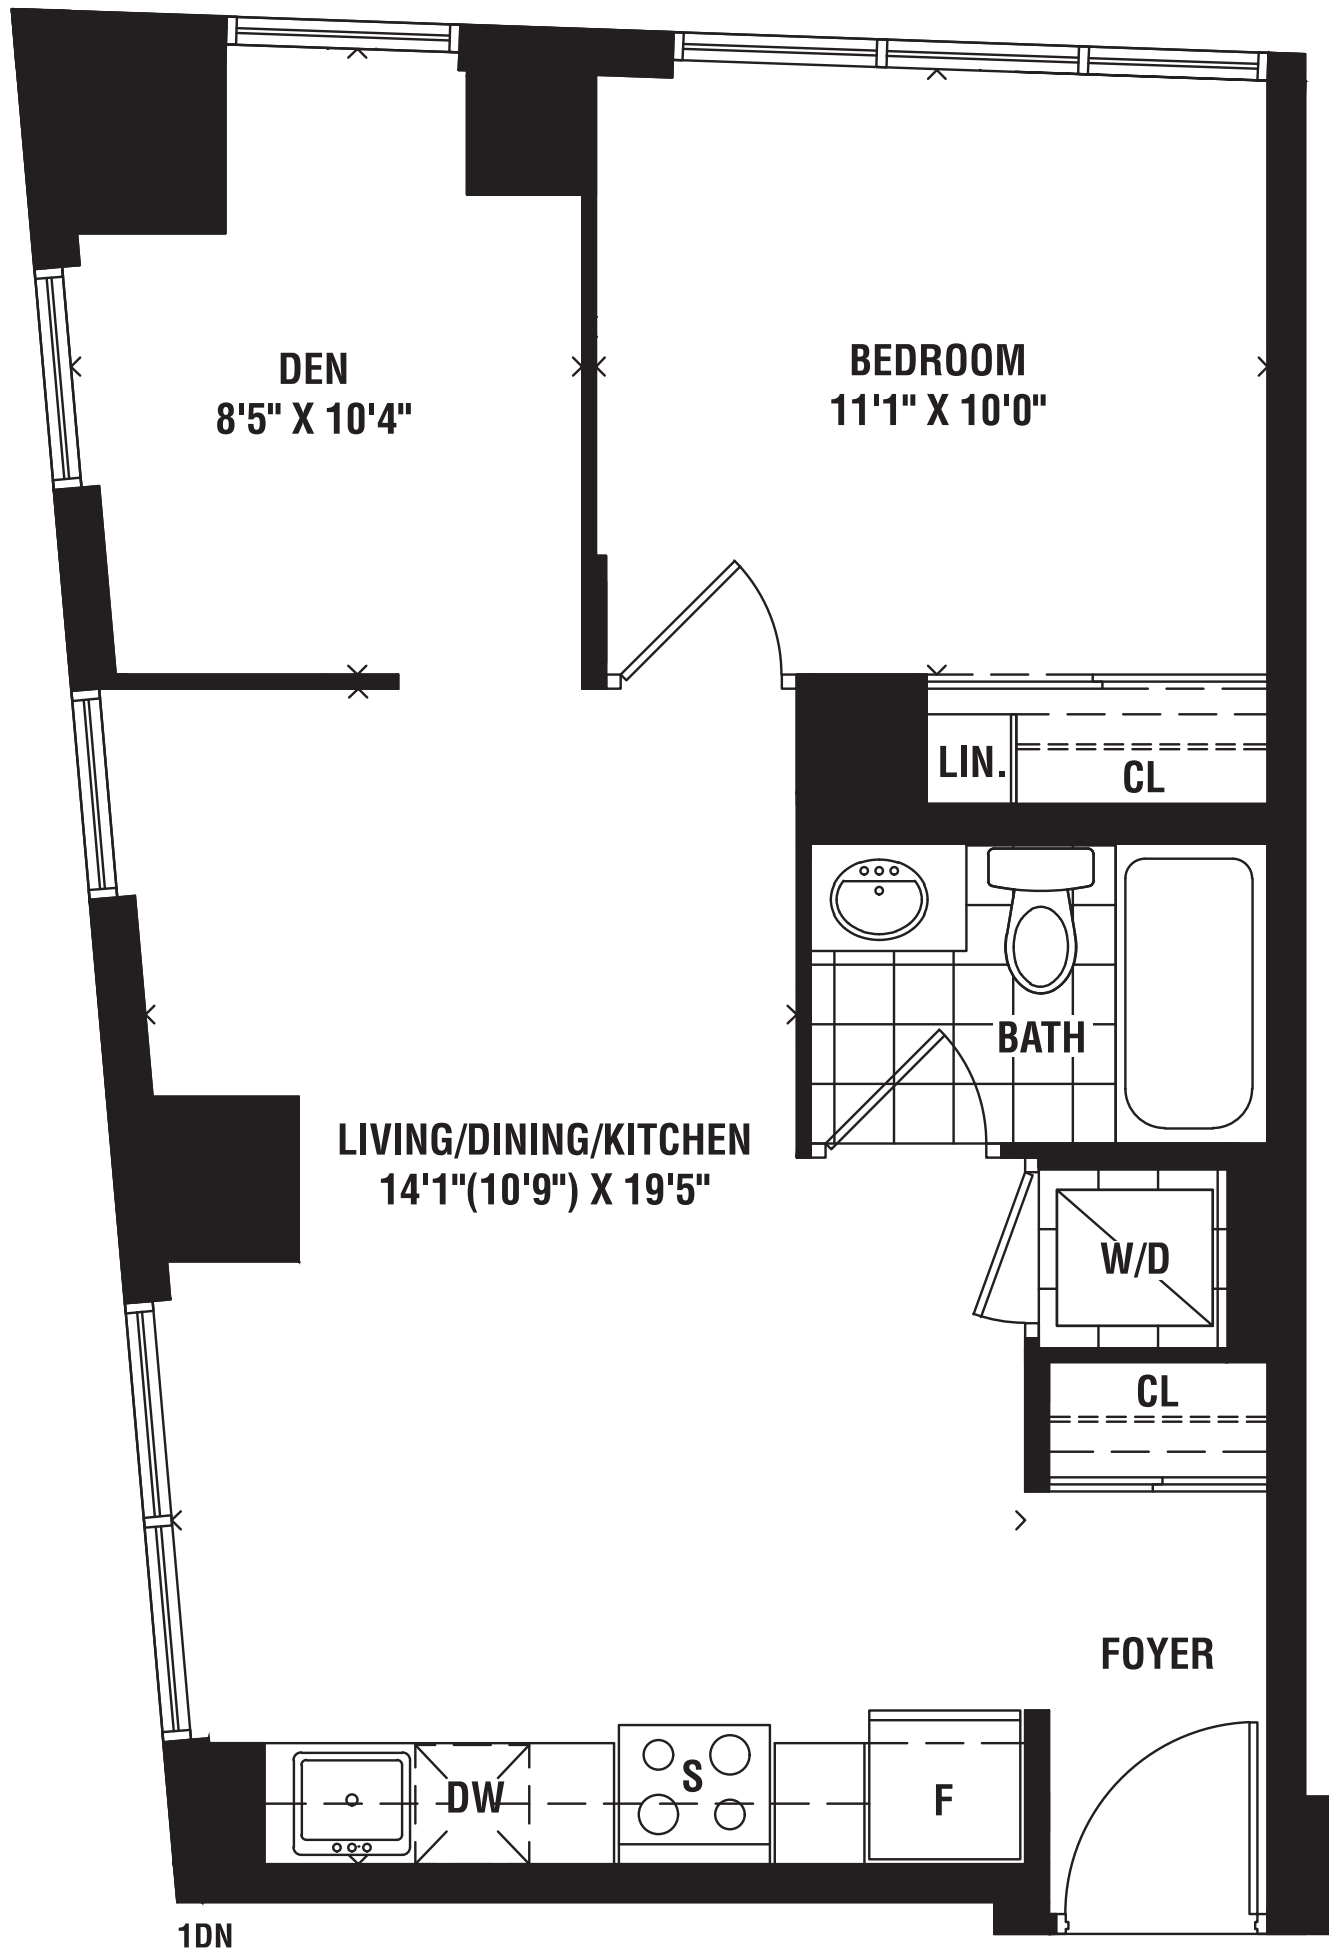 DEN
8'5" X 10'4"
BEDROOM
11'1" X 10'0"
LIN.
CL
BATH
LIVING/DINING/KITCHEN
14'1"(10'9") X 19'5"
W/D
CL
FOYER
DW
S
F
1DN